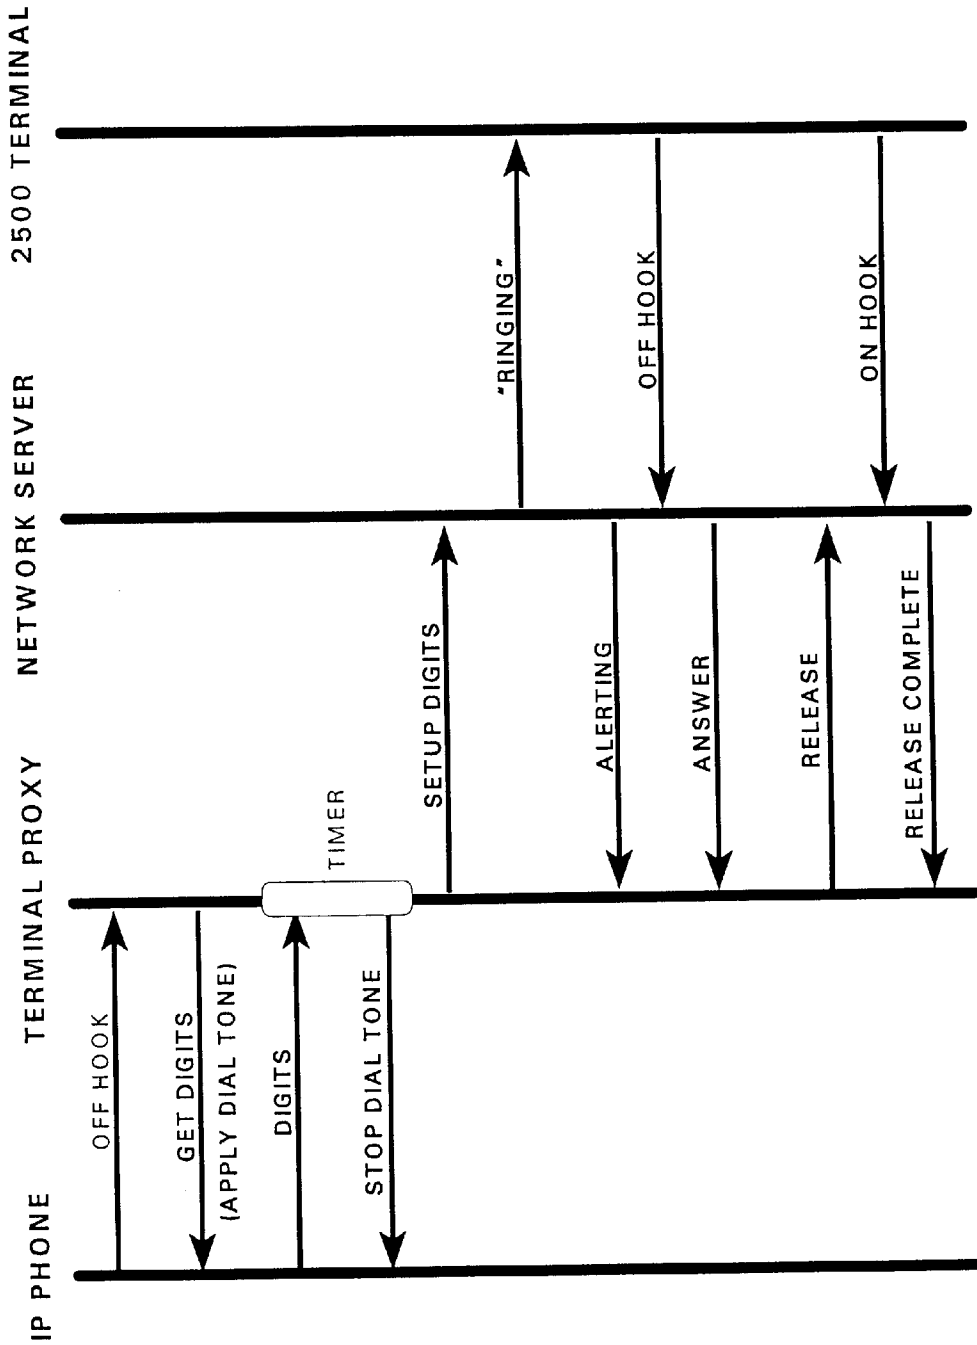 IP PHONE
TERMINAL PROXY
NETWORK SERVER
2500 TERMINAL
OFF HOOK
GET DIGITS
(APPLY DIAL TONE)
DIGITS
TIMER
STOP DIAL TONE
SETUP DIGITS
"RINGING"
ALERTING
OFF HOOK
ANSWER
RELEASE
ON HOOK
RELEASE COMPLETE